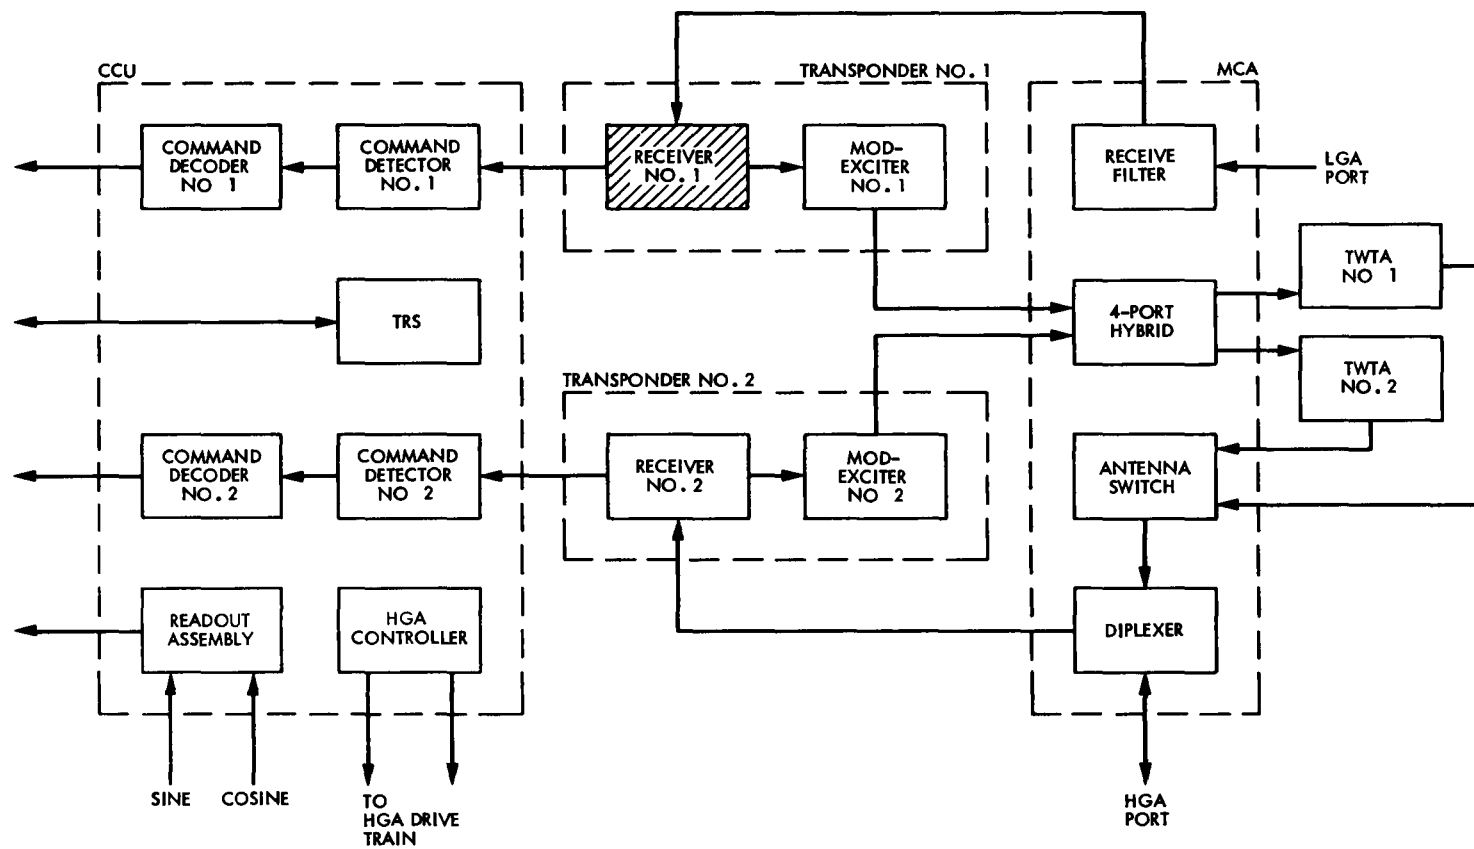 CCU
TRANSPONDER NO. 1
MCA
COMMAND
DECODER
NO 1
COMMAND
DETECTOR
NO. 1
RECEIVER
NO. 1
MOD-
EXCITER
NO. 1
RECEIVE
FILTER
LGA
PORT
TRS
4-PORT
HYBRID
TWTA
NO 1
TWTA
NO. 2
TRANSPONDER NO. 2
COMMAND
DECODER
NO. 2
COMMAND
DETECTOR
NO 2
RECEIVER
NO. 2
MOD-
EXCITER
NO 2
ANTENNA
SWITCH
READOUT
ASSEMBLY
HGA
CONTROLLER
DIPLEXER
SINE
COSINE
TO
HGA DRIVE
TRAIN
HGA
PORT